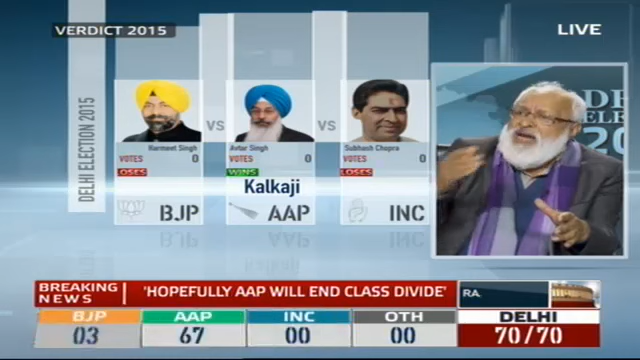 VERDICT 2015
LIVE
DELHI ELECTION 2015
VS
VS
Harmeet Singh
Avtar Singh
Subhash Chopra
VOTES 0
VOTES 0
VOTES 0
LOSES
WINS
LOSES
Kalkaji
BJP
AAP
INC
BREAKING NEWS
'HOPEFULLY AAP WILL END CLASS DIVIDE'
RA.
BJP
AAP
INC
OTH
DELHI
03
67
00
00
70/70